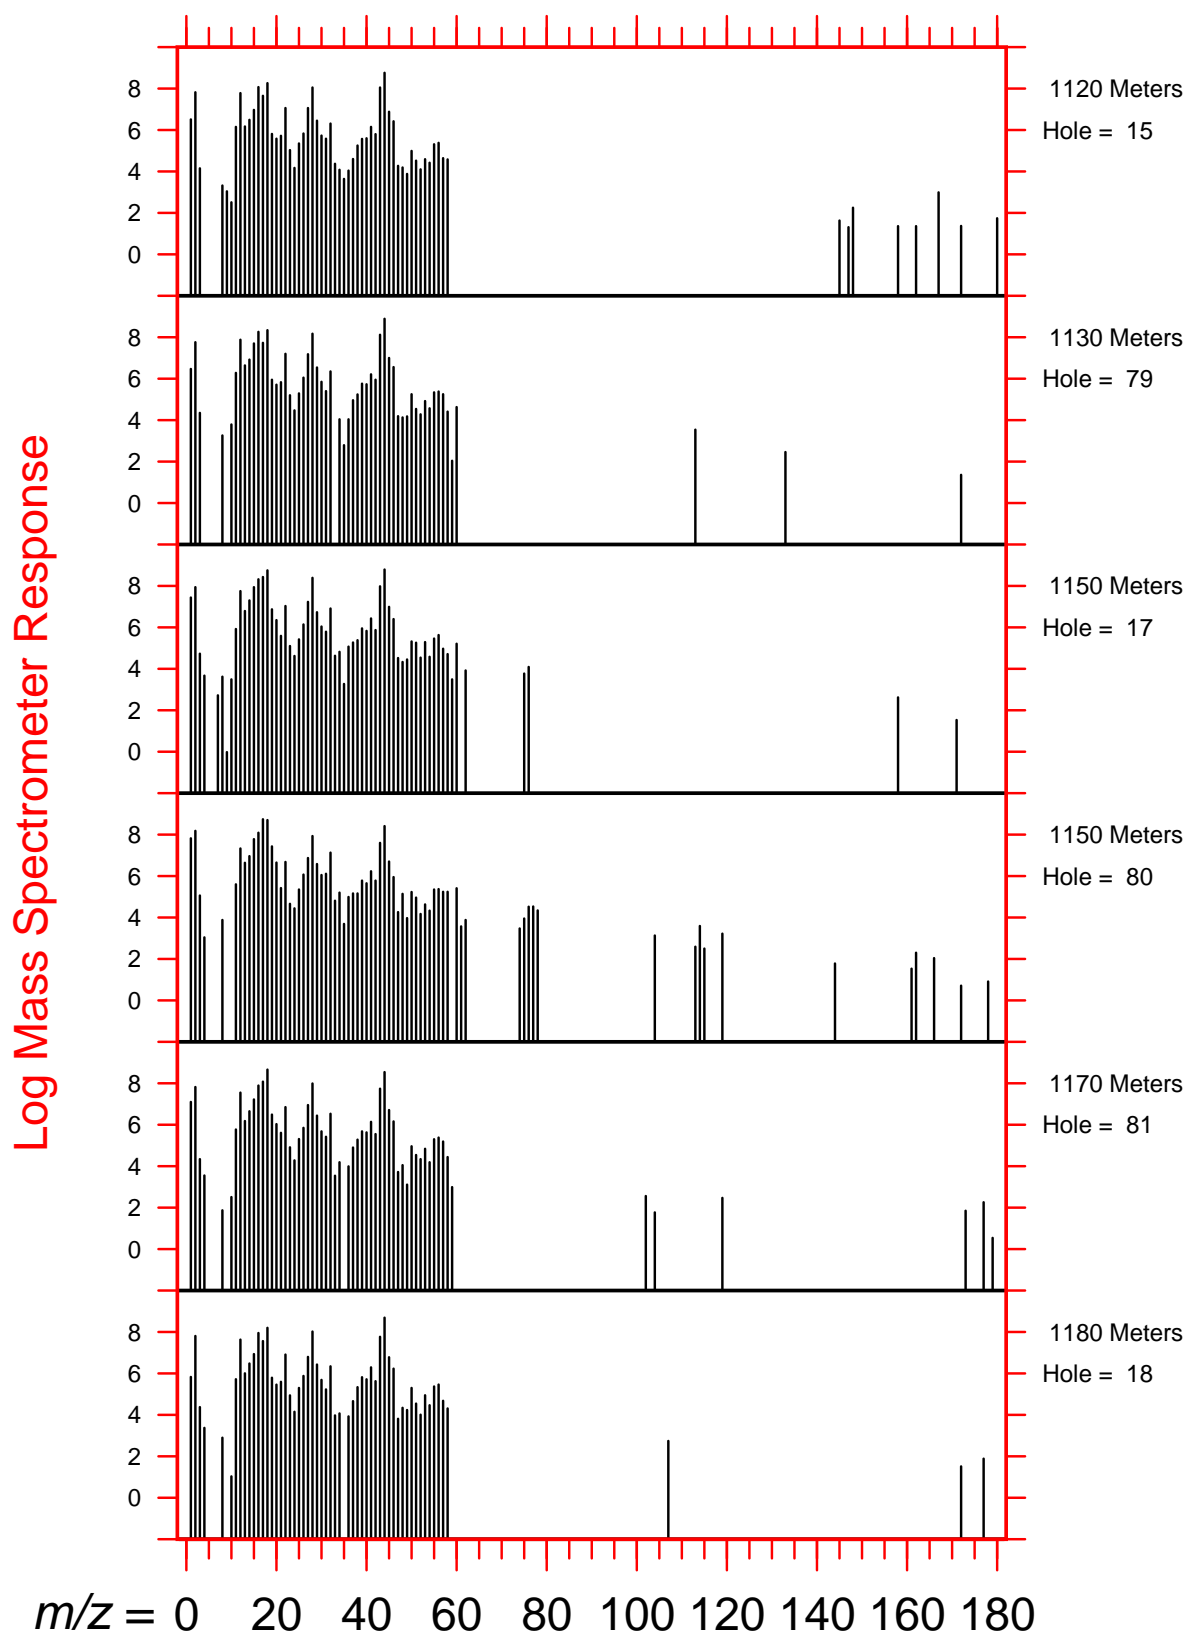 8
6
4
2
0
1120 Meters
Hole = 15
8
6
4
2
0
1130 Meters
Hole = 79
8
6
4
2
0
1150 Meters
Hole = 17
8
6
4
2
0
1150 Meters
Hole = 80
8
6
4
2
0
1170 Meters
Hole = 81
8
6
4
2
0
1180 Meters
Hole = 18
Log Mass Spectrometer Response
m/z = 0 20 40 60 80 100 120 140 160 180